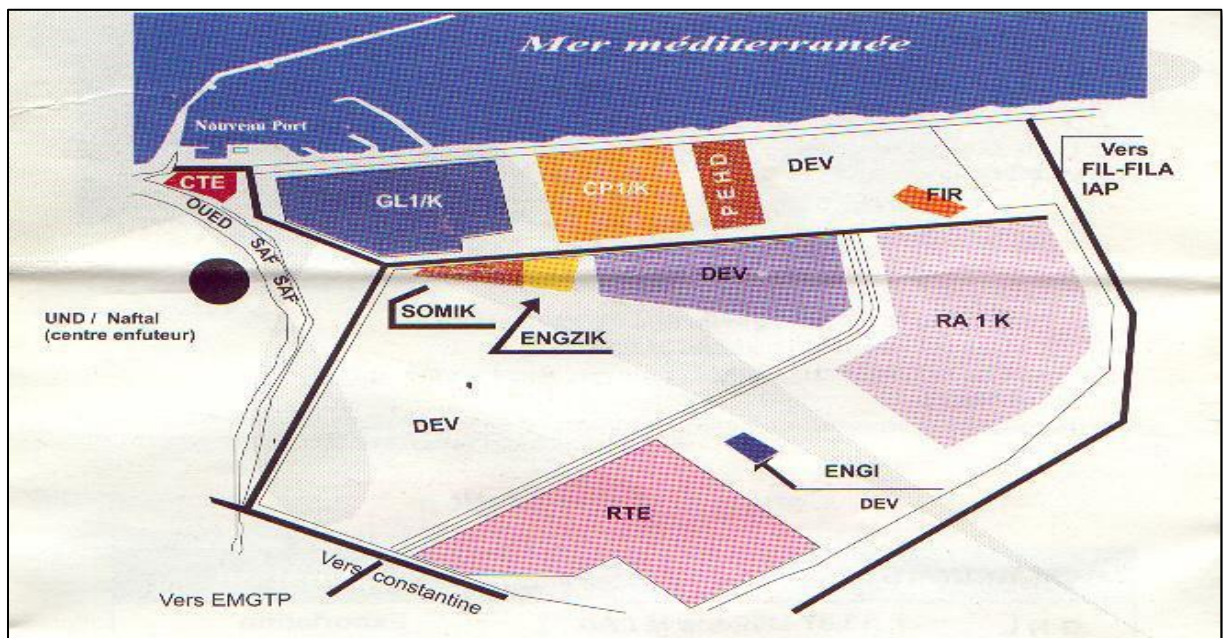 Mer méditerranée
Nouveau Port
Vers
FIL-FILA
IAP
CTE
GL1/K
CP1/K
PEHD
DEV
FIR
OUED SAF SAF
UND / Naftal
(centre enfuteur)
SOMIK
ENGZIK
DEV
RA 1 K
DEV
ENGI
DEV
RTE
Vers constantine
Vers EMGTP